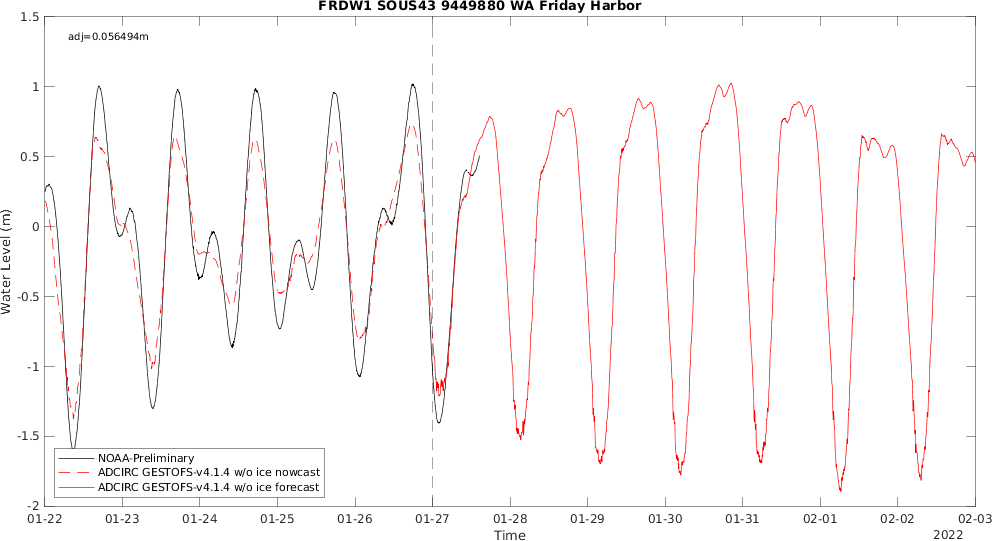 FRDW1 SOUS43 9449880 WA Friday Harbor
adj=0.056494m
1.5
1
0.5
0
-0.5
-1
-1.5
-2
Water Level (m)
NOAA-Preliminary
ADCIRC GESTOFS-v4.1.4 w/o ice nowcast
ADCIRC GESTOFS-v4.1.4 w/o ice forecast
01-22 01-23 01-24 01-25 01-26 01-27 01-28 01-29 01-30 01-31 02-01 02-02 02-03
Time
2022